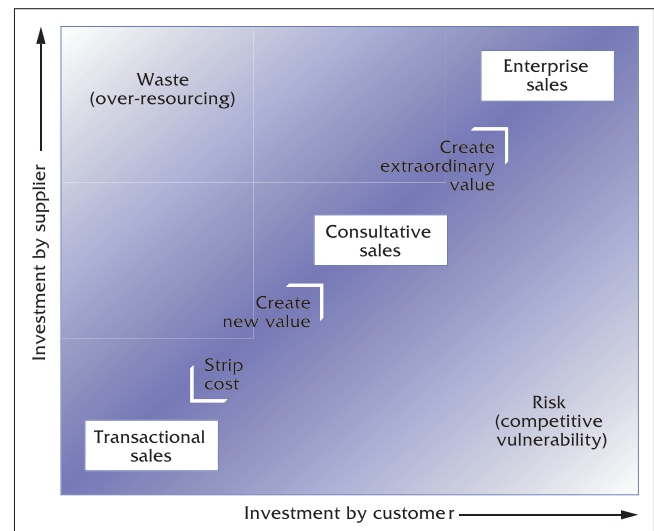 Waste
(over-resourcing)
Enterprise
sales
Create
extraordinary
value
Consultative
sales
Create
new value
Strip
cost
Transactional
sales
Risk
(competitive
vulnerability)
Investment by supplier
Investment by customer